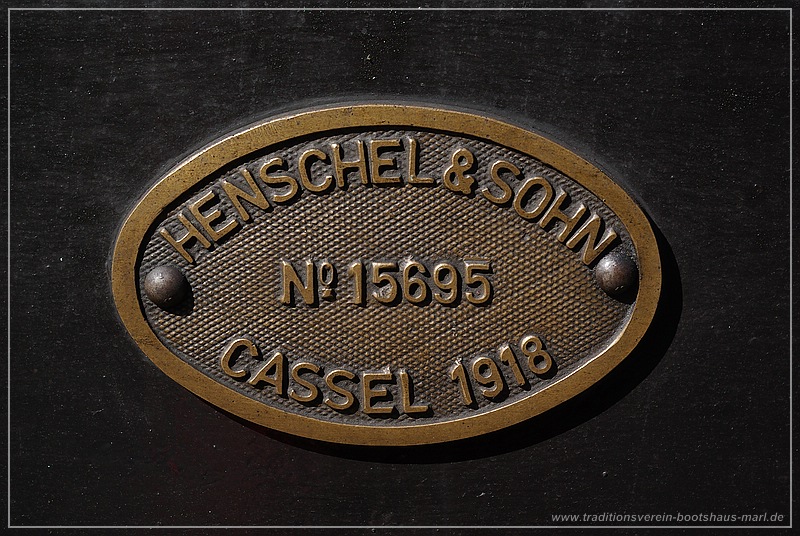 HENSCHEL & SOHN
Nº 15695
CASSEL 1918
www.traditionsverein-bootshaus-marl.de